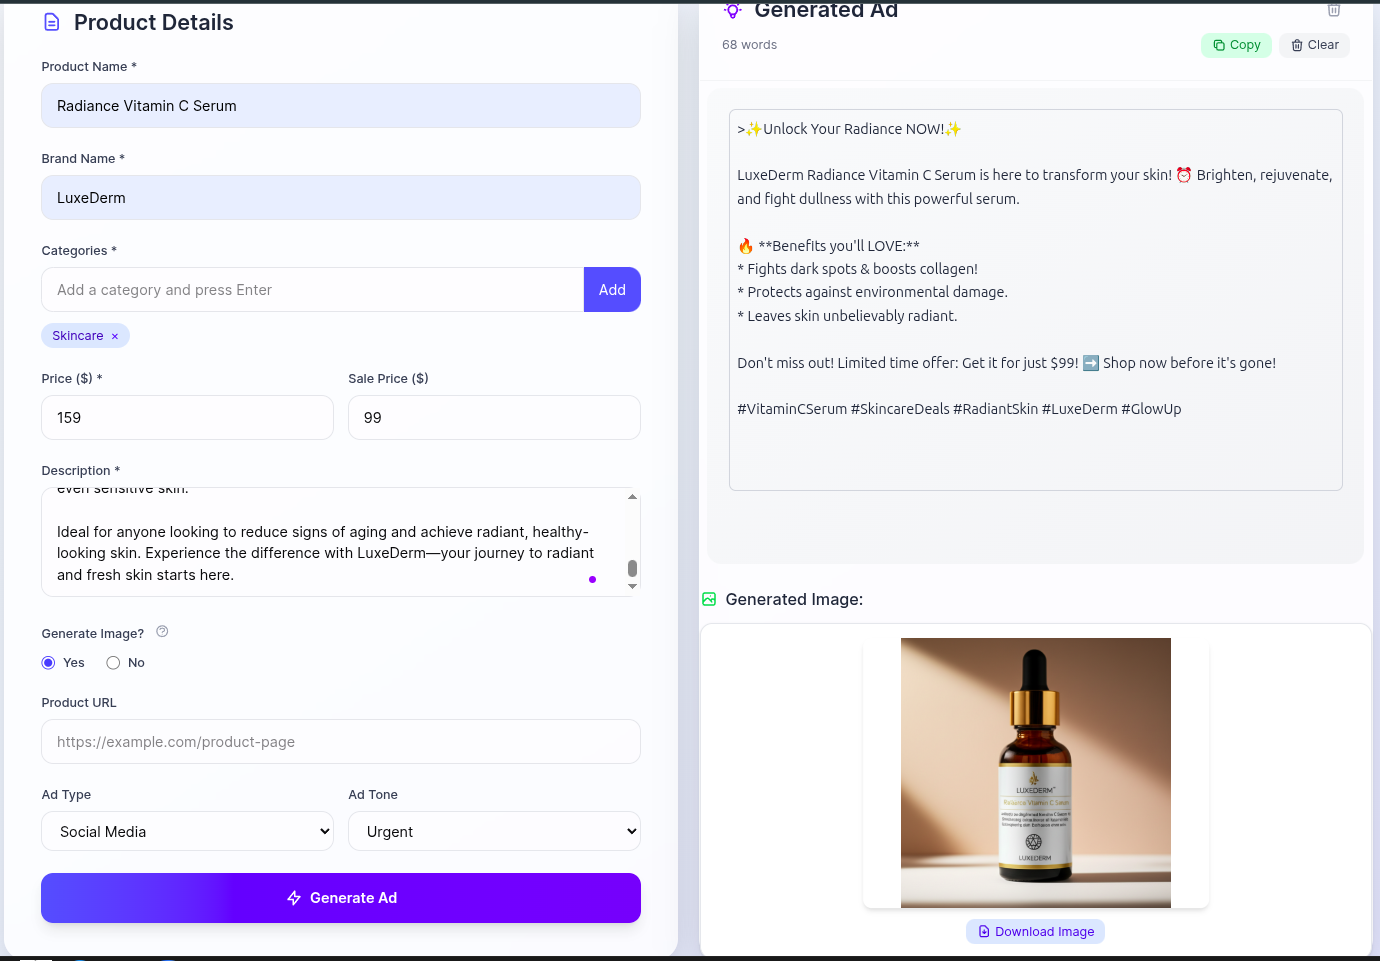 Product Details
Product Name *
Radiance Vitamin C Serum
Brand Name *
LuxeDerm
Categories *
Add a category and press Enter
Add
Skincare ×
Price ($) *
Sale Price ($)
159
99
Description *
even sensitive skin.
Ideal for anyone looking to reduce signs of aging and achieve radiant, healthy-
looking skin. Experience the difference with LuxeDerm—your journey to radiant
and fresh skin starts here.
Generate Image?
Yes
No
Product URL
https://example.com/product-page
Ad Type
Ad Tone
Social Media
Urgent
Generate Ad
Generated Ad
68 words
Copy
Clear
>✨Unlock Your Radiance NOW!✨
LuxeDerm Radiance Vitamin C Serum is here to transform your skin! ⏰ Brighten, rejuvenate,
and fight dullness with this powerful serum.
🔥 **Benefits you'll LOVE:**
* Fights dark spots & boosts collagen!
* Protects against environmental damage.
* Leaves skin unbelievably radiant.
Don't miss out! Limited time offer: Get it for just $99! ➡️ Shop now before it's gone!
#VitaminCSerum #SkincareDeals #RadiantSkin #LuxeDerm #GlowUp
Generated Image:
LUXEDERM
Radiance Vitamin C Serum
LUXEDERM
Download Image